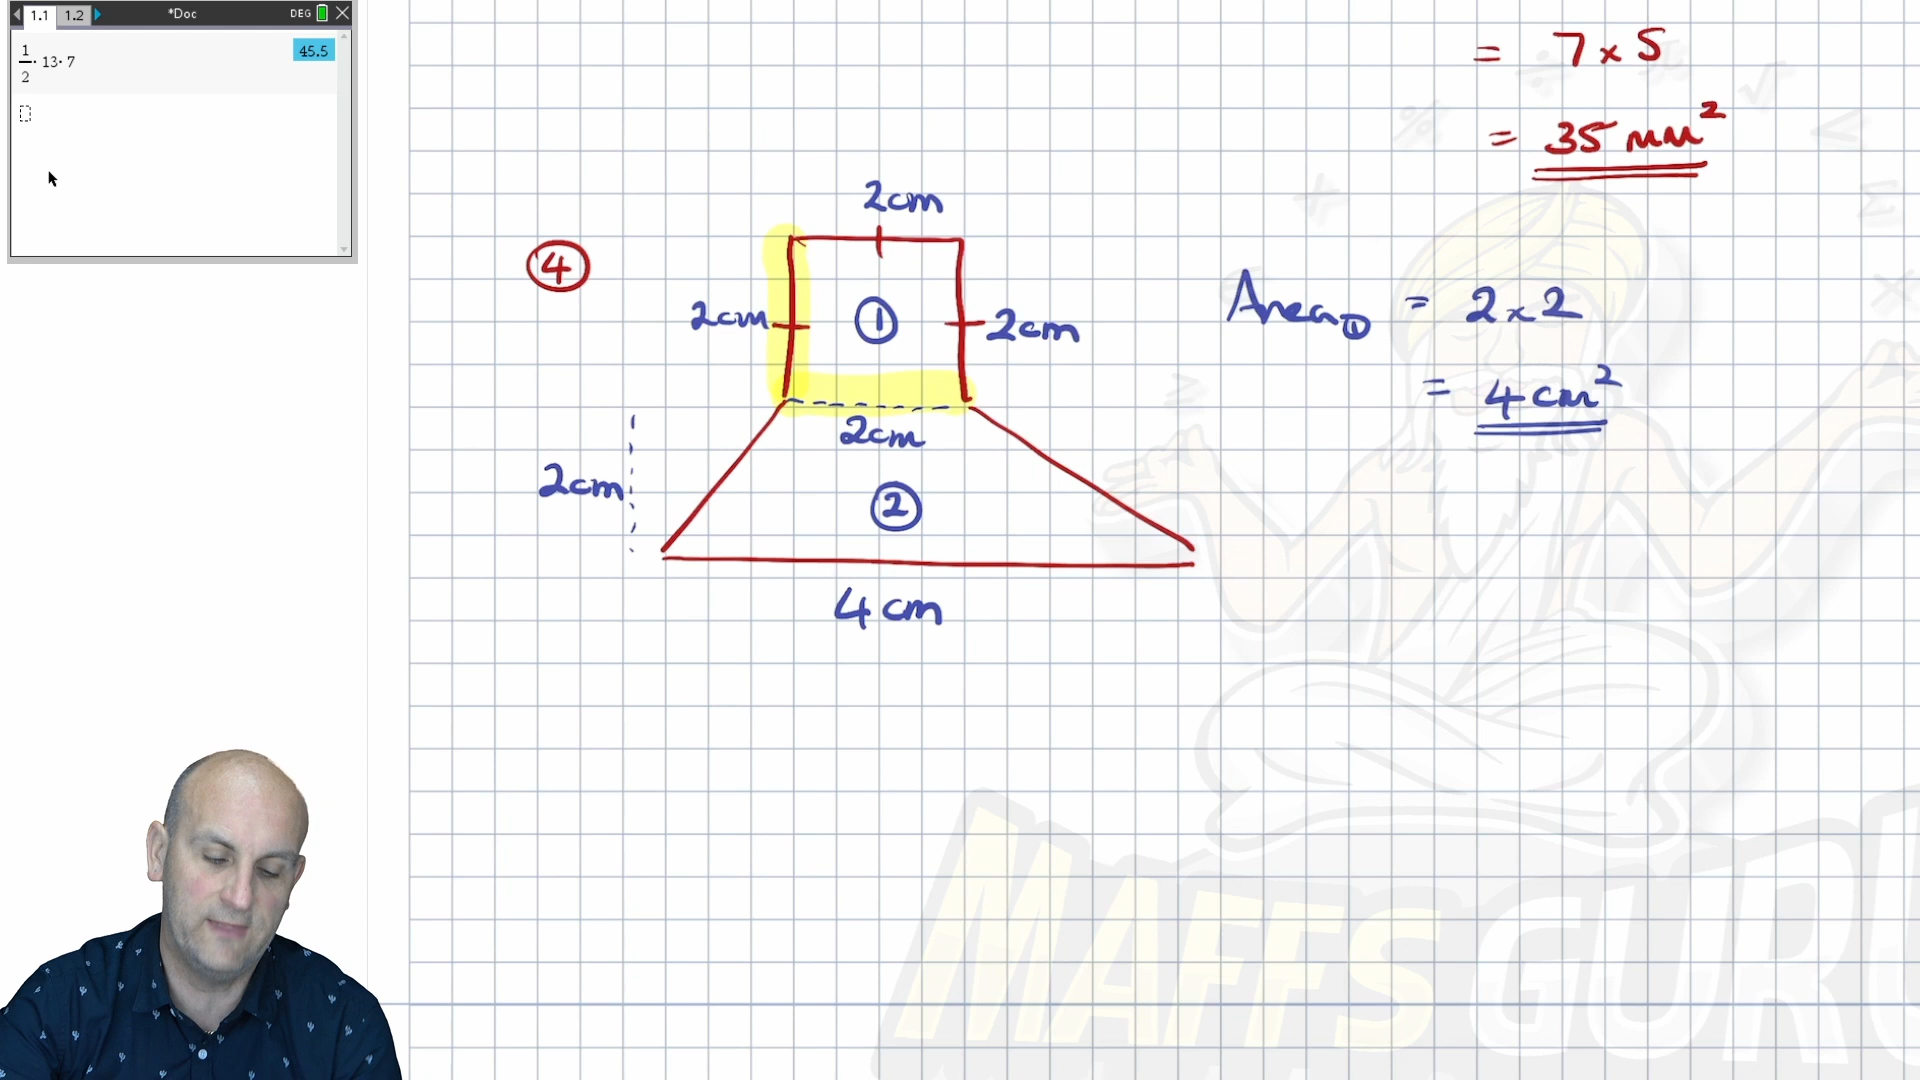 1.1 1.2 *Doc DEG
1/2 · 13 · 7 45.5
= 7 × 5
= 35 mm²
④
2cm
2cm ① 2cm
2cm
2cm ②
4 cm
Area① = 2 × 2
= 4 cm²
MAFFS GURU